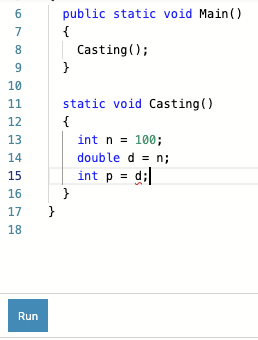 6 public static void Main()
7 {
8 Casting();
9 }
10
11 static void Casting()
12 {
13 int n = 100;
14 double d = n;
15 int p = d;
16 }
17 }
18
Run